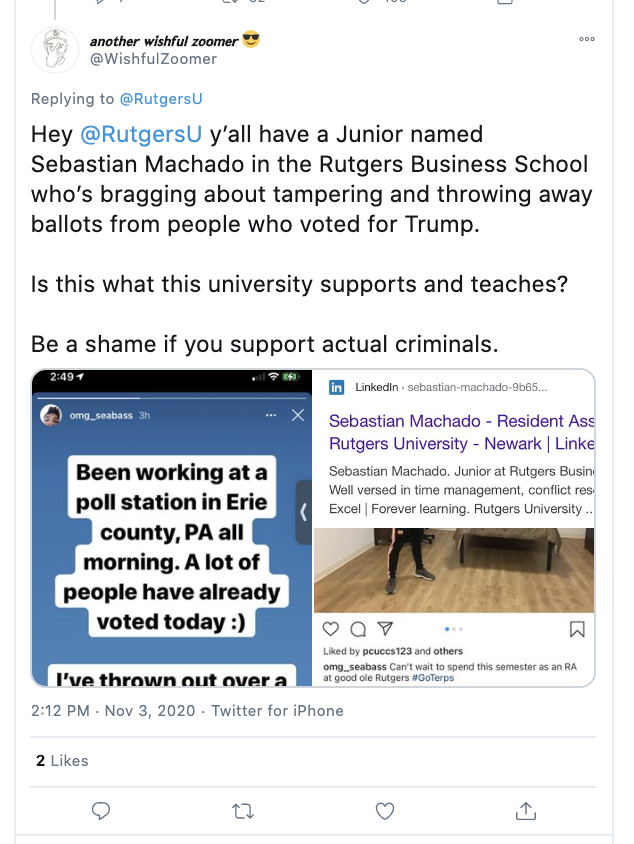 another wishful zoomer
@WishfulZoomer
Replying to @RutgersU
Hey @RutgersU y’all have a Junior named
Sebastian Machado in the Rutgers Business School
who’s bragging about tampering and throwing away
ballots from people who voted for Trump.
Is this what this university supports and teaches?
Be a shame if you support actual criminals.
2:49
omg_seabass 3h
Been working at a
poll station in Erie
county, PA all
morning. A lot of
people have already
voted today :)
I've thrown out over a
LinkedIn › sebastian-machado-9b65...
Sebastian Machado - Resident Ass
Rutgers University - Newark | Linke
Sebastian Machado. Junior at Rutgers Busin
Well versed in time management, conflict res
Excel | Forever learning. Rutgers University ..
Liked by pcuccs123 and others
omg_seabass Can't wait to spend this semester as an RA
at good ole Rutgers #GoTerps
2:12 PM · Nov 3, 2020 · Twitter for iPhone
2 Likes